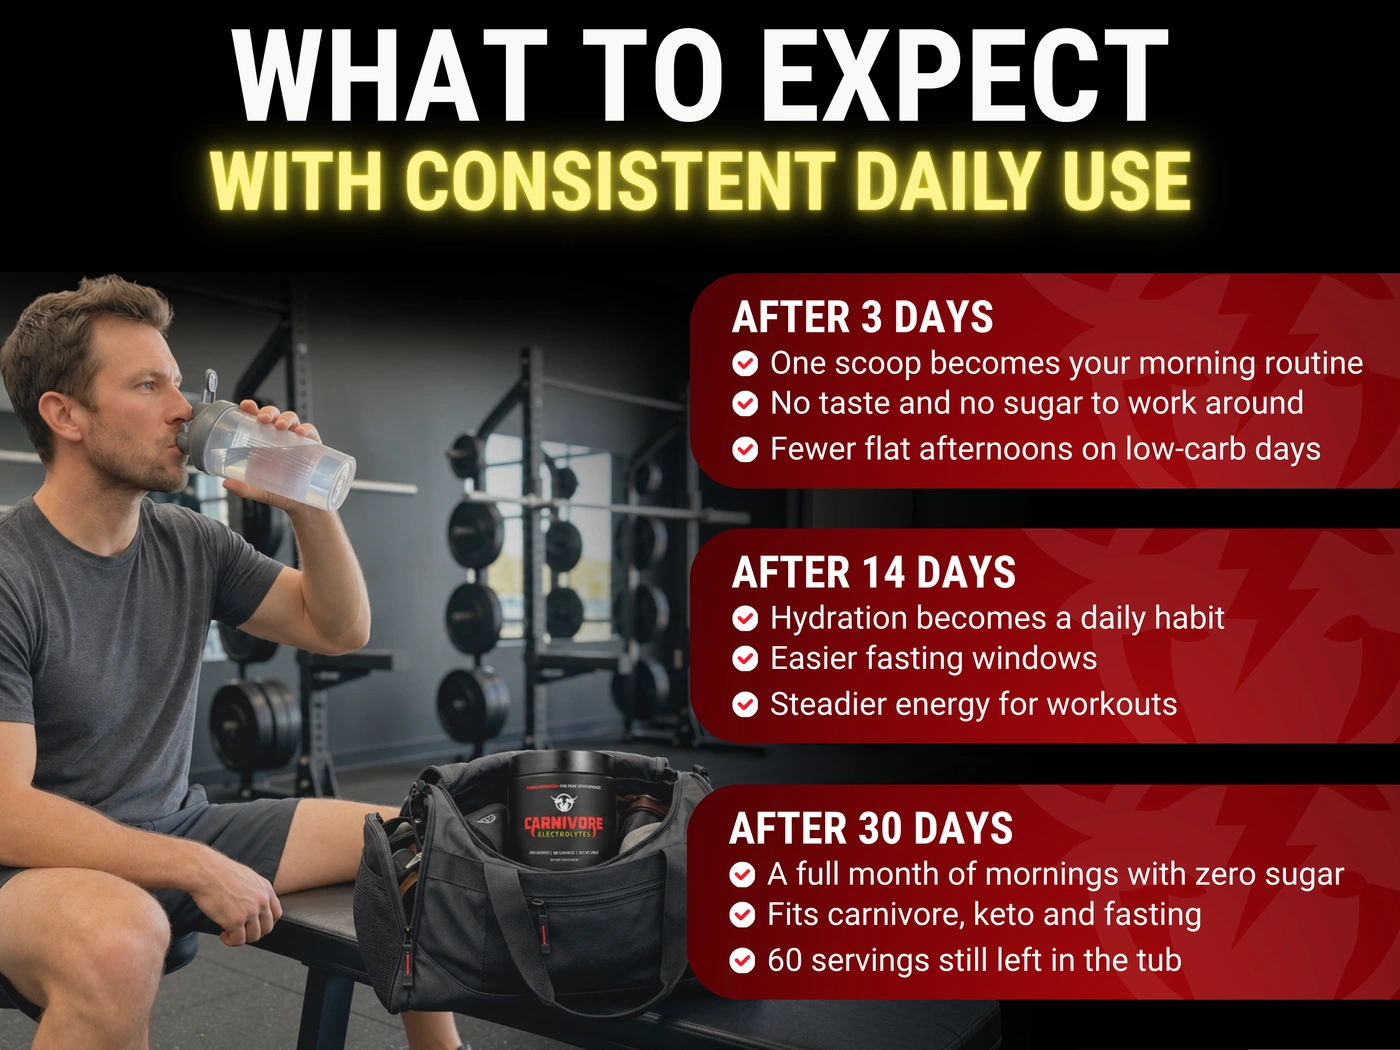 WHAT TO EXPECT
WITH CONSISTENT DAILY USE
AFTER 3 DAYS
One scoop becomes your morning routine
No taste and no sugar to work around
Fewer flat afternoons on low-carb days
AFTER 14 DAYS
Hydration becomes a daily habit
Easier fasting windows
Steadier energy for workouts
AFTER 30 DAYS
A full month of mornings with zero sugar
Fits carnivore, keto and fasting
60 servings still left in the tub
FOR PEAK PERFORMANCE
CARNIVORE
ELECTROLYTES